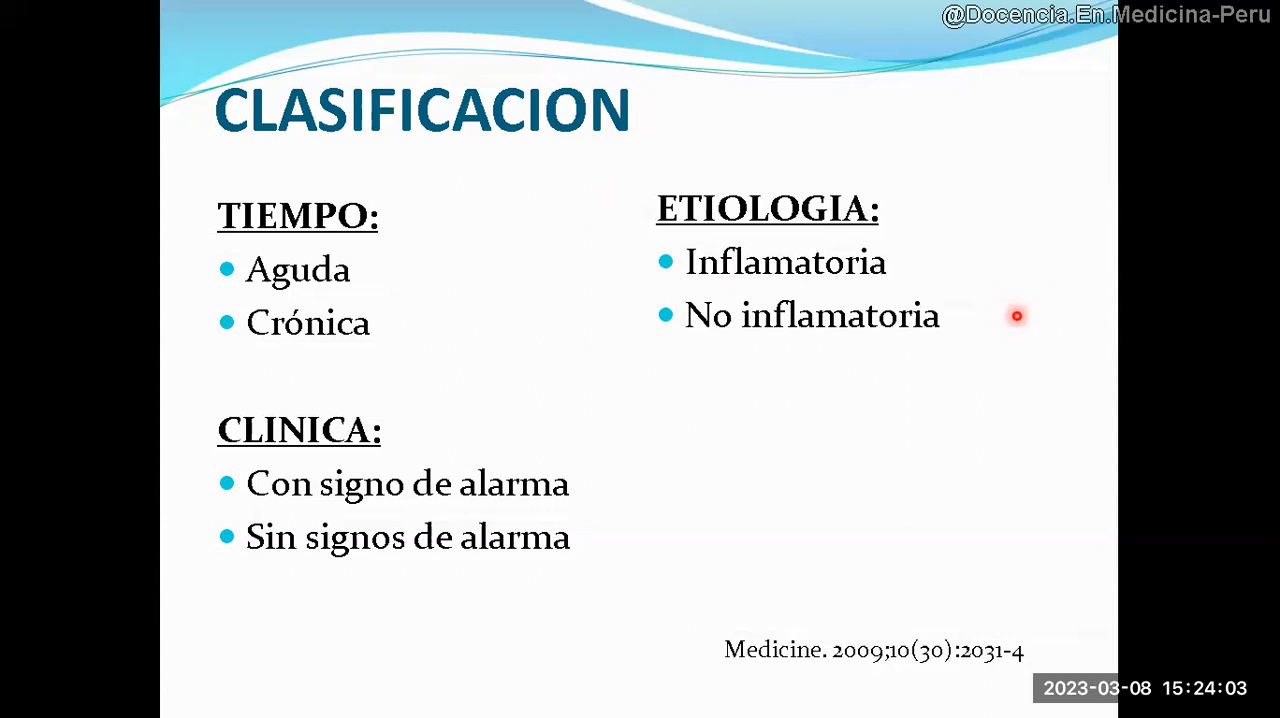 @Docencia.En.Medicina-Peru
CLASIFICACION
TIEMPO:
Aguda
Crónica
CLINICA:
Con signo de alarma
Sin signos de alarma
ETIOLOGIA:
Inflamatoria
No inflamatoria
Medicine. 2009;10(30):2031-4
2023-03-08 15:24:03